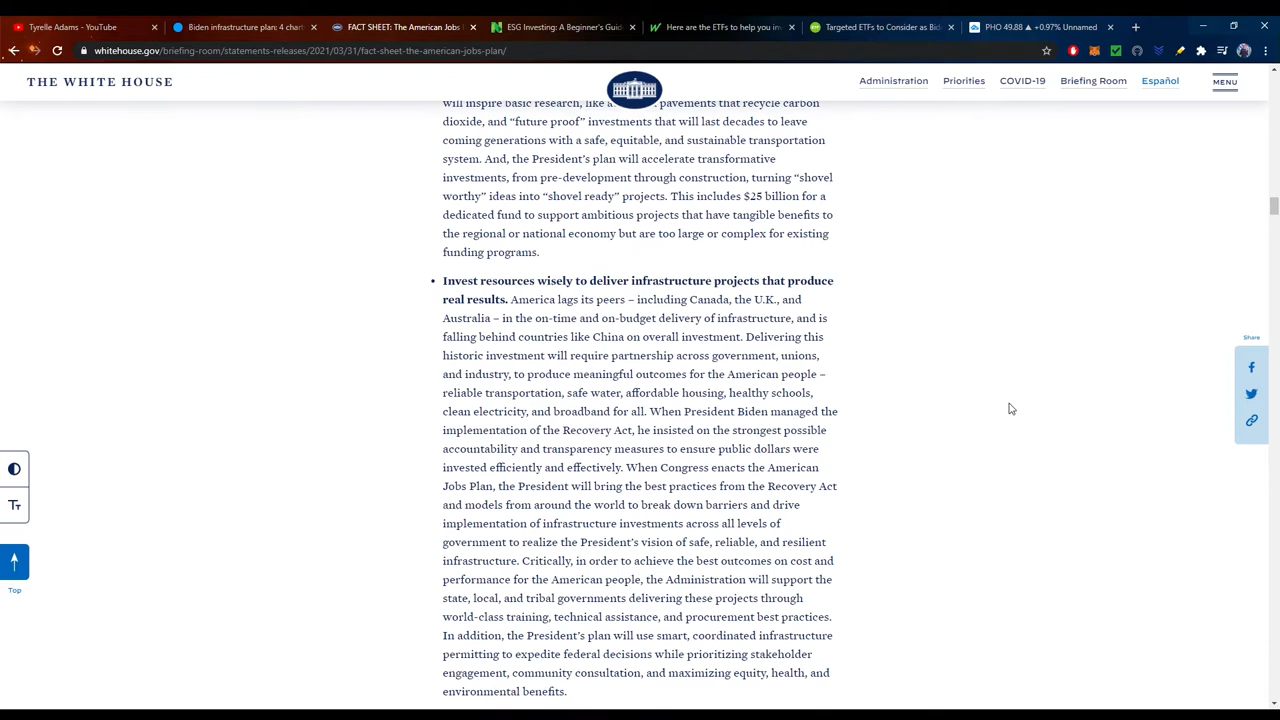 Tyrelle Adams - YouTube
Biden infrastructure plan: 4 chart
FACT SHEET: The American Jobs
ESG Investing: A Beginner's Guid
Here are the ETFs to help you inv
Targeted ETFs to Consider as Bid
PHO 49.88 ▲ +0.97% Unnamed
whitehouse.gov/briefing-room/statements-releases/2021/03/31/fact-sheet-the-american-jobs-plan/
THE WHITE HOUSE
Administration
Priorities
COVID-19
Briefing Room
Español
MENU
will inspire basic research, like a pavements that recycle carbon
dioxide, and “future proof” investments that will last decades to leave
coming generations with a safe, equitable, and sustainable transportation
system. And, the President’s plan will accelerate transformative
investments, from pre-development through construction, turning “shovel
worthy” ideas into “shovel ready” projects. This includes $25 billion for a
dedicated fund to support ambitious projects that have tangible benefits to
the regional or national economy but are too large or complex for existing
funding programs.
• Invest resources wisely to deliver infrastructure projects that produce
real results. America lags its peers – including Canada, the U.K., and
Australia – in the on-time and on-budget delivery of infrastructure, and is
falling behind countries like China on overall investment. Delivering this
historic investment will require partnership across government, unions,
and industry, to produce meaningful outcomes for the American people –
reliable transportation, safe water, affordable housing, healthy schools,
clean electricity, and broadband for all. When President Biden managed the
implementation of the Recovery Act, he insisted on the strongest possible
accountability and transparency measures to ensure public dollars were
invested efficiently and effectively. When Congress enacts the American
Jobs Plan, the President will bring the best practices from the Recovery Act
and models from around the world to break down barriers and drive
implementation of infrastructure investments across all levels of
government to realize the President’s vision of safe, reliable, and resilient
infrastructure. Critically, in order to achieve the best outcomes on cost and
performance for the American people, the Administration will support the
state, local, and tribal governments delivering these projects through
world-class training, technical assistance, and procurement best practices.
In addition, the President’s plan will use smart, coordinated infrastructure
permitting to expedite federal decisions while prioritizing stakeholder
engagement, community consultation, and maximizing equity, health, and
environmental benefits.
Share
Tт
Top